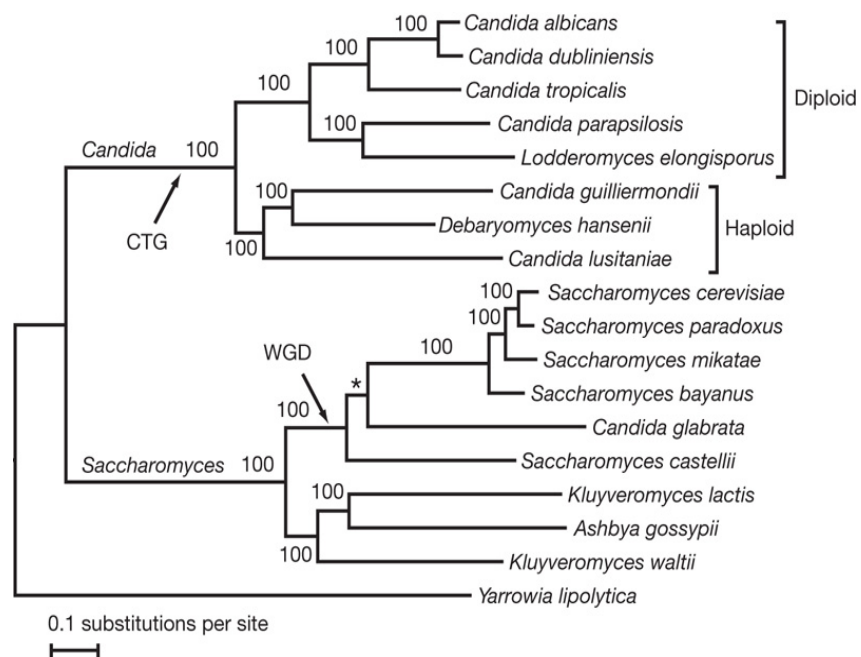 100 Candida albicans
100 Candida dubliniensis
100 Candida tropicalis
Diploid
100 Candida parapsilosis
Candida 100 Lodderomyces elongisporus
100 Candida guilliermondii
CTG Debaryomyces hansenii
Haploid
100 Candida lusitaniae
100 Saccharomyces cerevisiae
100 Saccharomyces paradoxus
WGD 100 Saccharomyces mikatae
* Saccharomyces bayanus
100 Candida glabrata
Saccharomyces 100 Saccharomyces castellii
100 Kluyveromyces lactis
Ashbya gossypii
100 Kluyveromyces waltii
Yarrowia lipolytica
0.1 substitutions per site